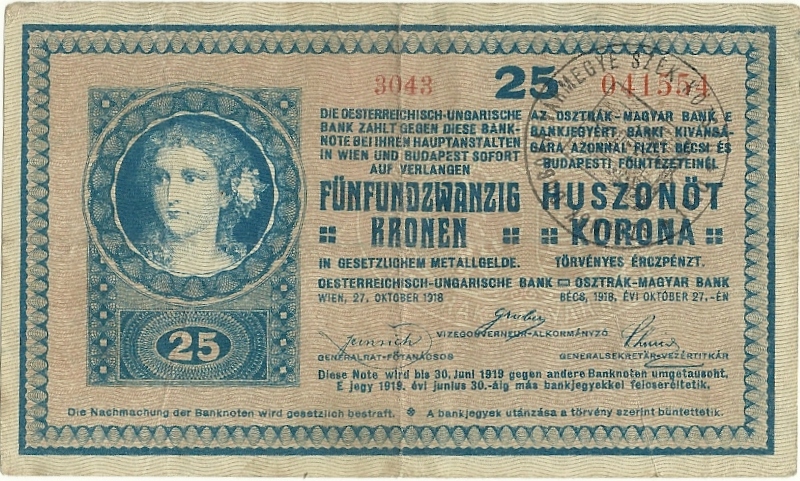 3043 25 041554
DIE OESTERREICHISCH-UNGARISCHE
BANK ZAHLT GEGEN DIESE BANK-
NOTE BEI IHREN HAUPTANSTALTEN
IN WIEN UND BUDAPEST SOFORT
AUF VERLANGEN
FÜNFUNDZWANZIG
KRONEN
IN GESETZLICHEM METALLGELDE.
OESTERREICHISCH-UNGARISCHE BANK
WIEN, 27. OKTOBER 1918
AZ OSZTRÁK-MAGYAR BANK E
BANKJEGYÉRT BÁRKI KIVÁNSÁ-
GÁRA AZONNAL FIZET BÉCSI ÉS
BUDAPESTI FŐINTÉZETEINÉL
HUSZONÖT
KORONA
TÖRVÉNYES ÉRCZPÉNZT.
OSZTRÁK-MAGYAR BANK
BÉCS, 1918. ÉVI OKTÓBER 27.-ÉN
25
VIZEGOUVERNEUR-ALKORMÁNYZÓ
GENERALRAT-FŐTANÁCSOS
GENERALSEKRETÄR-VEZÉRTITKÁR
Diese Note wird bis 30. Juni 1919 gegen andere Banknoten umgetauscht.
E jegy 1919. évi junius 30.-áig más bankjegyekkel felcseréltetik.
Die Nachmachung der Banknoten wird gesetzlich bestraft. A bankjegyek utánzása a törvény szerint büntettetik.